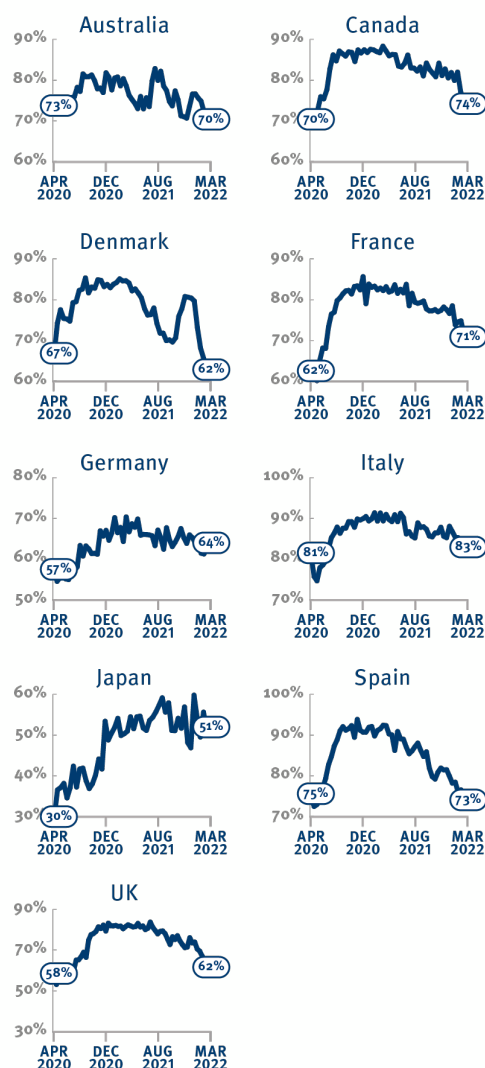 Australia
90%
80%
70%
60%
73%
70%
APR 2020
DEC 2020
AUG 2021
MAR 2022
Canada
90%
80%
70%
60%
70%
74%
APR 2020
DEC 2020
AUG 2021
MAR 2022
Denmark
90%
80%
70%
60%
67%
62%
APR 2020
DEC 2020
AUG 2021
MAR 2022
France
90%
80%
70%
60%
62%
71%
APR 2020
DEC 2020
AUG 2021
MAR 2022
Germany
80%
70%
60%
50%
57%
64%
APR 2020
DEC 2020
AUG 2021
MAR 2022
Italy
100%
90%
80%
70%
81%
83%
APR 2020
DEC 2020
AUG 2021
MAR 2022
Japan
60%
50%
40%
30%
30%
51%
APR 2020
DEC 2020
AUG 2021
MAR 2022
Spain
100%
90%
80%
70%
75%
73%
APR 2020
DEC 2020
AUG 2021
MAR 2022
UK
90%
70%
50%
30%
58%
62%
APR 2020
DEC 2020
AUG 2021
MAR 2022